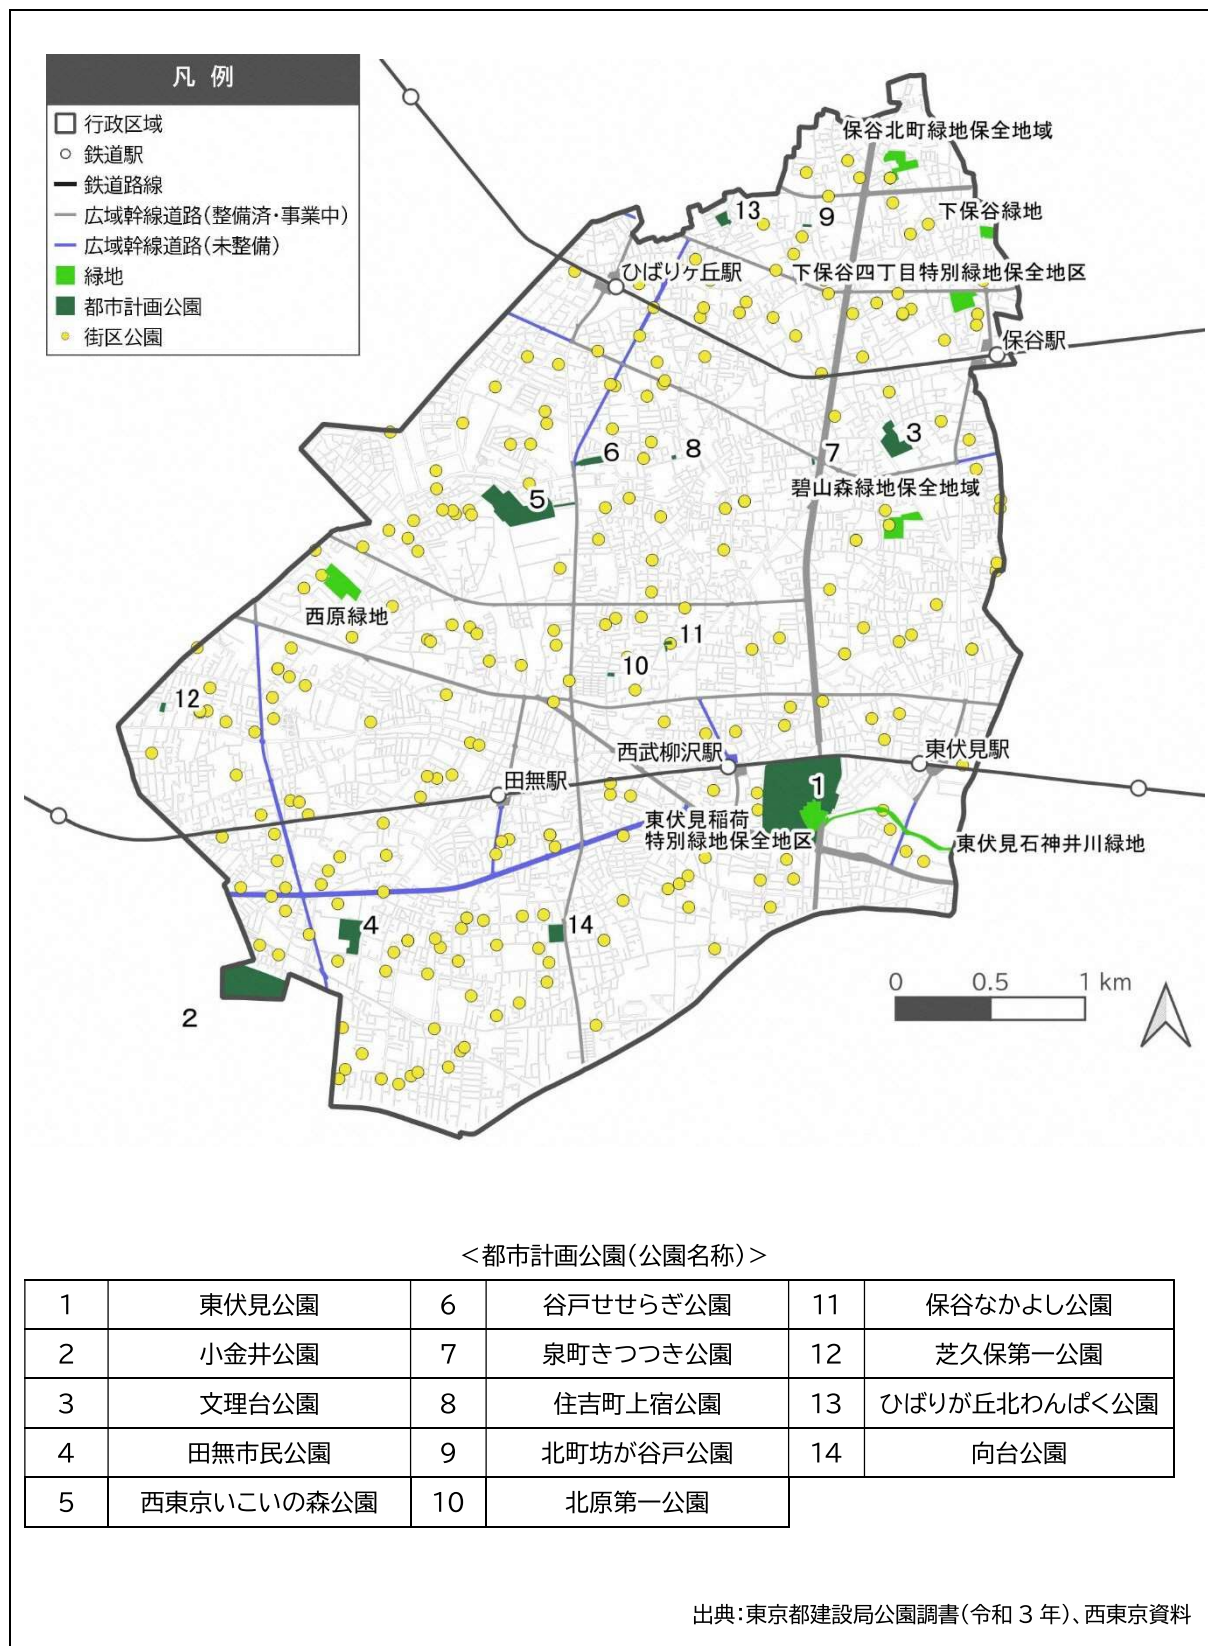 凡 例
行政区域
鉄道駅
鉄道路線
広域幹線道路(整備済・事業中)
広域幹線道路(未整備)
緑地
都市計画公園
街区公園
保谷北町緑地保全地域
13
9
下保谷緑地
ひばりヶ丘駅
下保谷四丁目特別緑地保全地区
保谷駅
3
6
8
7
碧山森緑地保全地域
5
西原緑地
11
10
12
西武柳沢駅
東伏見駅
田無駅
1
東伏見稲荷
特別緑地保全地区
東伏見石神井川緑地
4
14
2
0 0.5 1 km
<都市計画公園(公園名称)>
1 東伏見公園 6 谷戸せせらぎ公園 11 保谷なかよし公園
2 小金井公園 7 泉町きつつき公園 12 芝久保第一公園
3 文理台公園 8 住吉町上宿公園 13 ひばりが丘北わんぱく公園
4 田無市民公園 9 北町坊が谷戸公園 14 向台公園
5 西東京いこいの森公園 10 北原第一公園
出典:東京都建設局公園調書(令和 3 年)、西東京資料